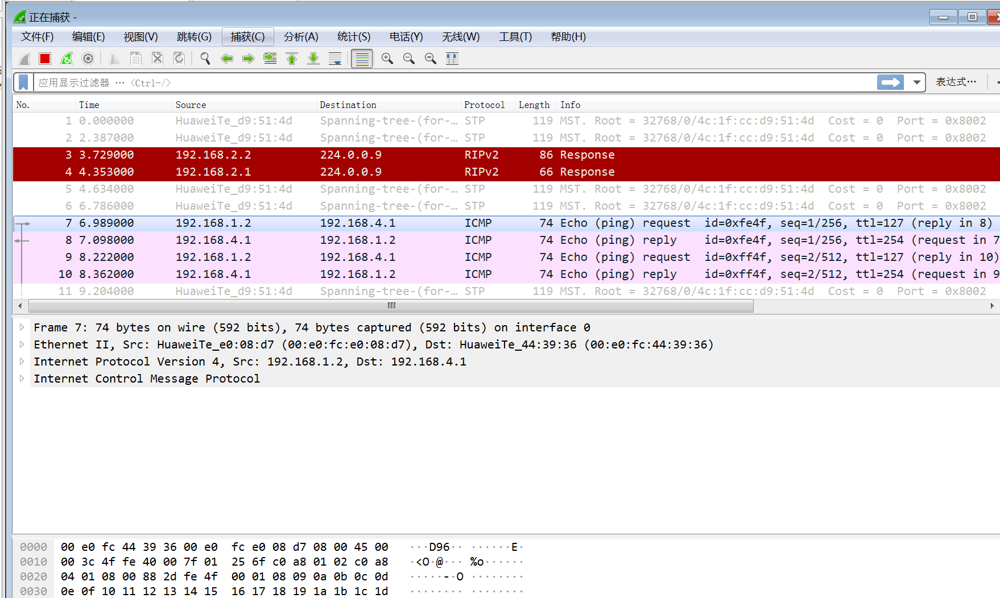 正在捕获 -
文件(F) 编辑(E) 视图(V) 跳转(G) 捕获(C) 分析(A) 统计(S) 电话(Y) 无线(W) 工具(T) 帮助(H)
应用显示过滤器 … <Ctrl-/> 表达式…
No. Time Source Destination Protocol Length Info
1 0.000000 HuaweiTe_d9:51:4d Spanning-tree-(for-… STP 119 MST. Root = 32768/0/4c:1f:cc:d9:51:4d Cost = 0 Port = 0x8002
2 2.387000 HuaweiTe_d9:51:4d Spanning-tree-(for-… STP 119 MST. Root = 32768/0/4c:1f:cc:d9:51:4d Cost = 0 Port = 0x8002
3 3.729000 192.168.2.2 224.0.0.9 RIPv2 86 Response
4 4.353000 192.168.2.1 224.0.0.9 RIPv2 66 Response
5 4.634000 HuaweiTe_d9:51:4d Spanning-tree-(for-… STP 119 MST. Root = 32768/0/4c:1f:cc:d9:51:4d Cost = 0 Port = 0x8002
6 6.786000 HuaweiTe_d9:51:4d Spanning-tree-(for-… STP 119 MST. Root = 32768/0/4c:1f:cc:d9:51:4d Cost = 0 Port = 0x8002
7 6.989000 192.168.1.2 192.168.4.1 ICMP 74 Echo (ping) request id=0xfe4f, seq=1/256, ttl=127 (reply in 8)
8 7.098000 192.168.4.1 192.168.1.2 ICMP 74 Echo (ping) reply id=0xfe4f, seq=1/256, ttl=254 (request in 7
9 8.222000 192.168.1.2 192.168.4.1 ICMP 74 Echo (ping) request id=0xff4f, seq=2/512, ttl=127 (reply in 10)
10 8.362000 192.168.4.1 192.168.1.2 ICMP 74 Echo (ping) reply id=0xff4f, seq=2/512, ttl=254 (request in 9
11 9.204000 HuaweiTe_d9:51:4d Spanning-tree-(for-… STP 119 MST. Root = 32768/0/4c:1f:cc:d9:51:4d Cost = 0 Port = 0x8002
Frame 7: 74 bytes on wire (592 bits), 74 bytes captured (592 bits) on interface 0
Ethernet II, Src: HuaweiTe_e0:08:d7 (00:e0:fc:e0:08:d7), Dst: HuaweiTe_44:39:36 (00:e0:fc:44:39:36)
Internet Protocol Version 4, Src: 192.168.1.2, Dst: 192.168.4.1
Internet Control Message Protocol
0000 00 e0 fc 44 39 36 00 e0 fc e0 08 d7 08 00 45 00 ···D96·· ······E·
0010 00 3c 4f fe 40 00 7f 01 25 6f c0 a8 01 02 c0 a8 ·<O·@··· %o······
0020 04 01 08 00 88 2d fe 4f 00 01 08 09 0a 0b 0c 0d ·····-·O ········
0030 0e 0f 10 11 12 13 14 15 16 17 18 19 1a 1b 1c 1d ········ ········